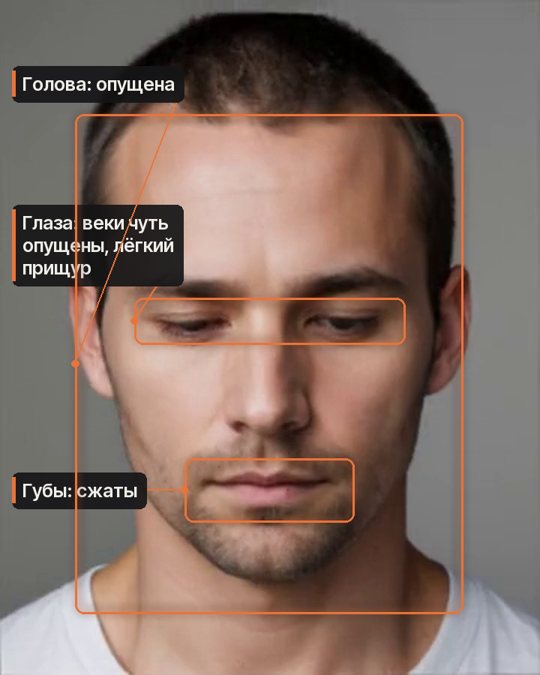 Голова: опущена
Глаза: веки чуть
опущены, лёгкий
прищур
Губы: сжаты